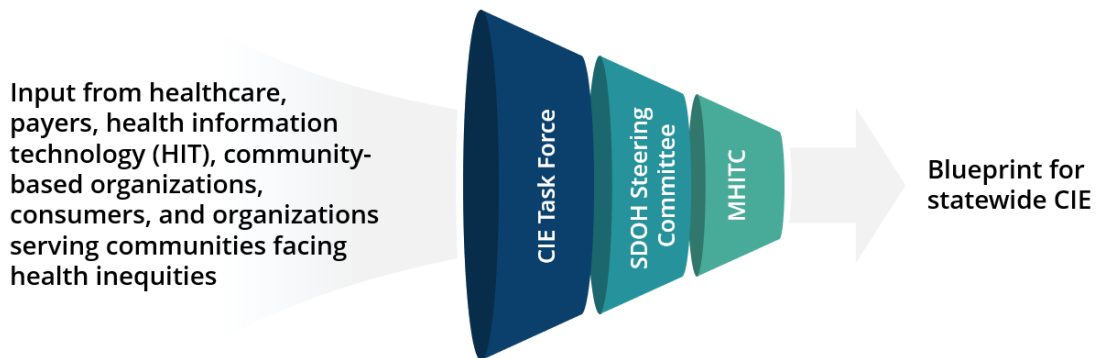 Input from healthcare,
payers, health information
technology (HIT), community-
based organizations,
consumers, and organizations
serving communities facing
health inequities
CIE Task Force
SDOH Steering
Committee
MHITC
Blueprint for
statewide CIE